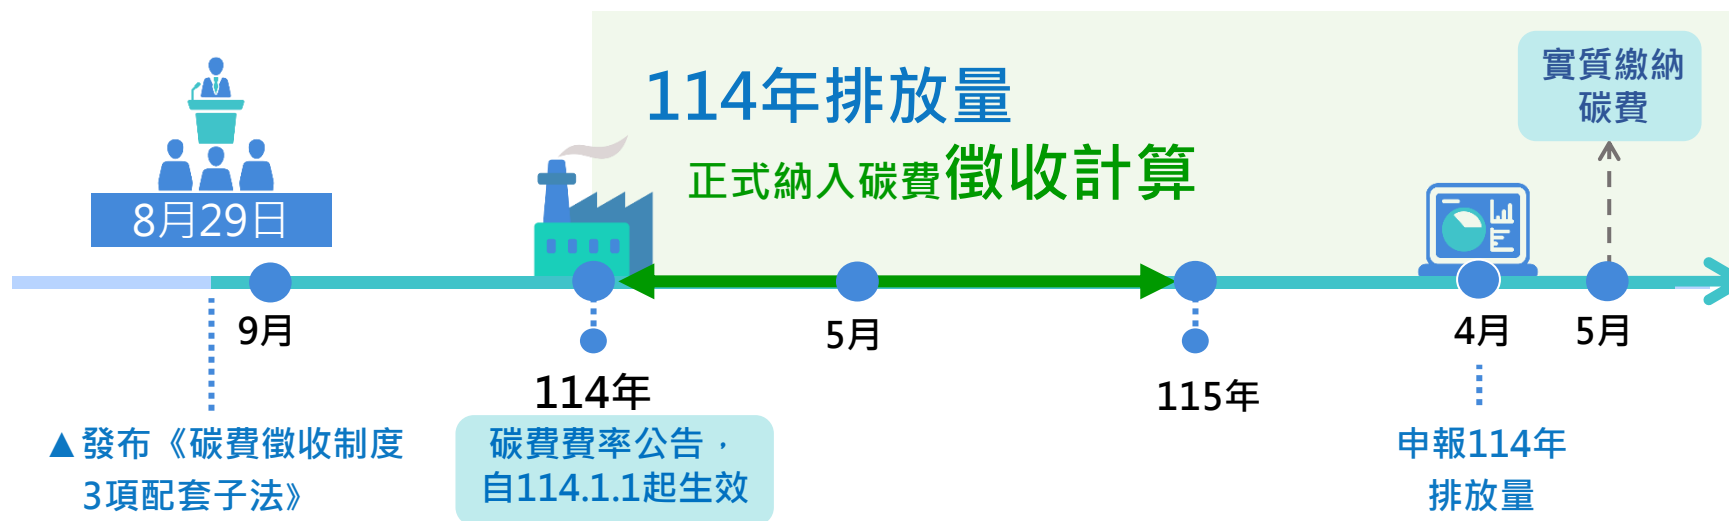 114年排放量
正式納入碳費徵收計算
實質繳納
碳費
8月29日
9月
5月
4月
5月
114年
115年
▲發布《碳費徵收制度
3項配套子法》
碳費費率公告，
自114.1.1起生效
申報114年
排放量